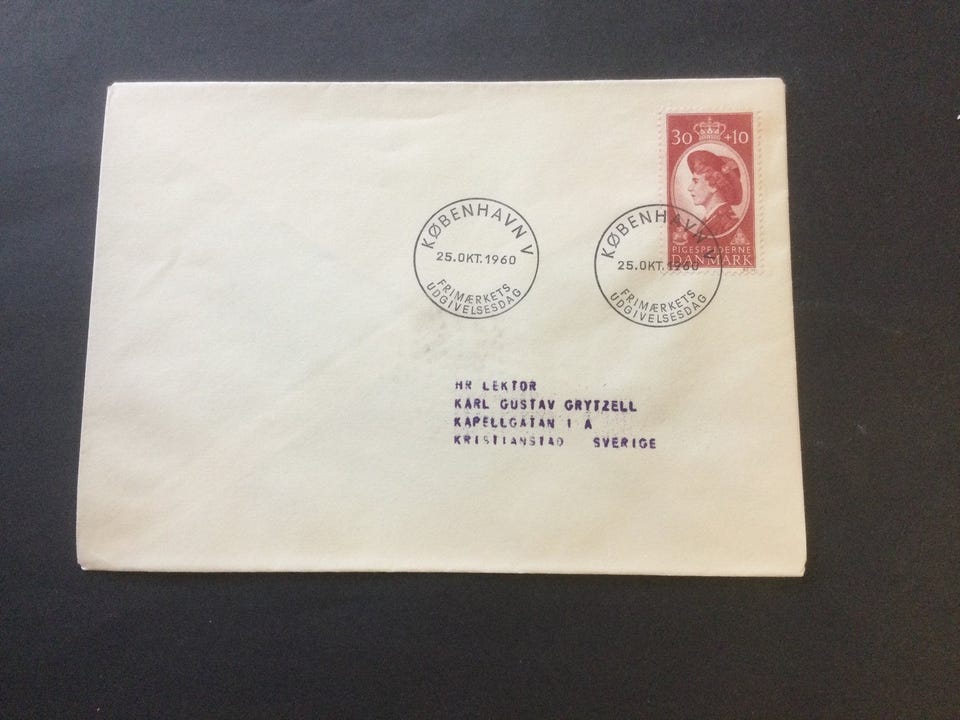 30 +10
PIGESPEJDERNE
DANMARK
KØBENHAVN V
25.OKT.1960
FRIMÆRKETS
UDGIVELSESDAG
KØBENHAVN V
25.OKT.1960
FRIMÆRKETS
UDGIVELSESDAG
HR LEKTOR
KARL GUSTAV GRYTZELL
KAPELLGATAN 1 A
KRISTIANSTAD SVERIGE